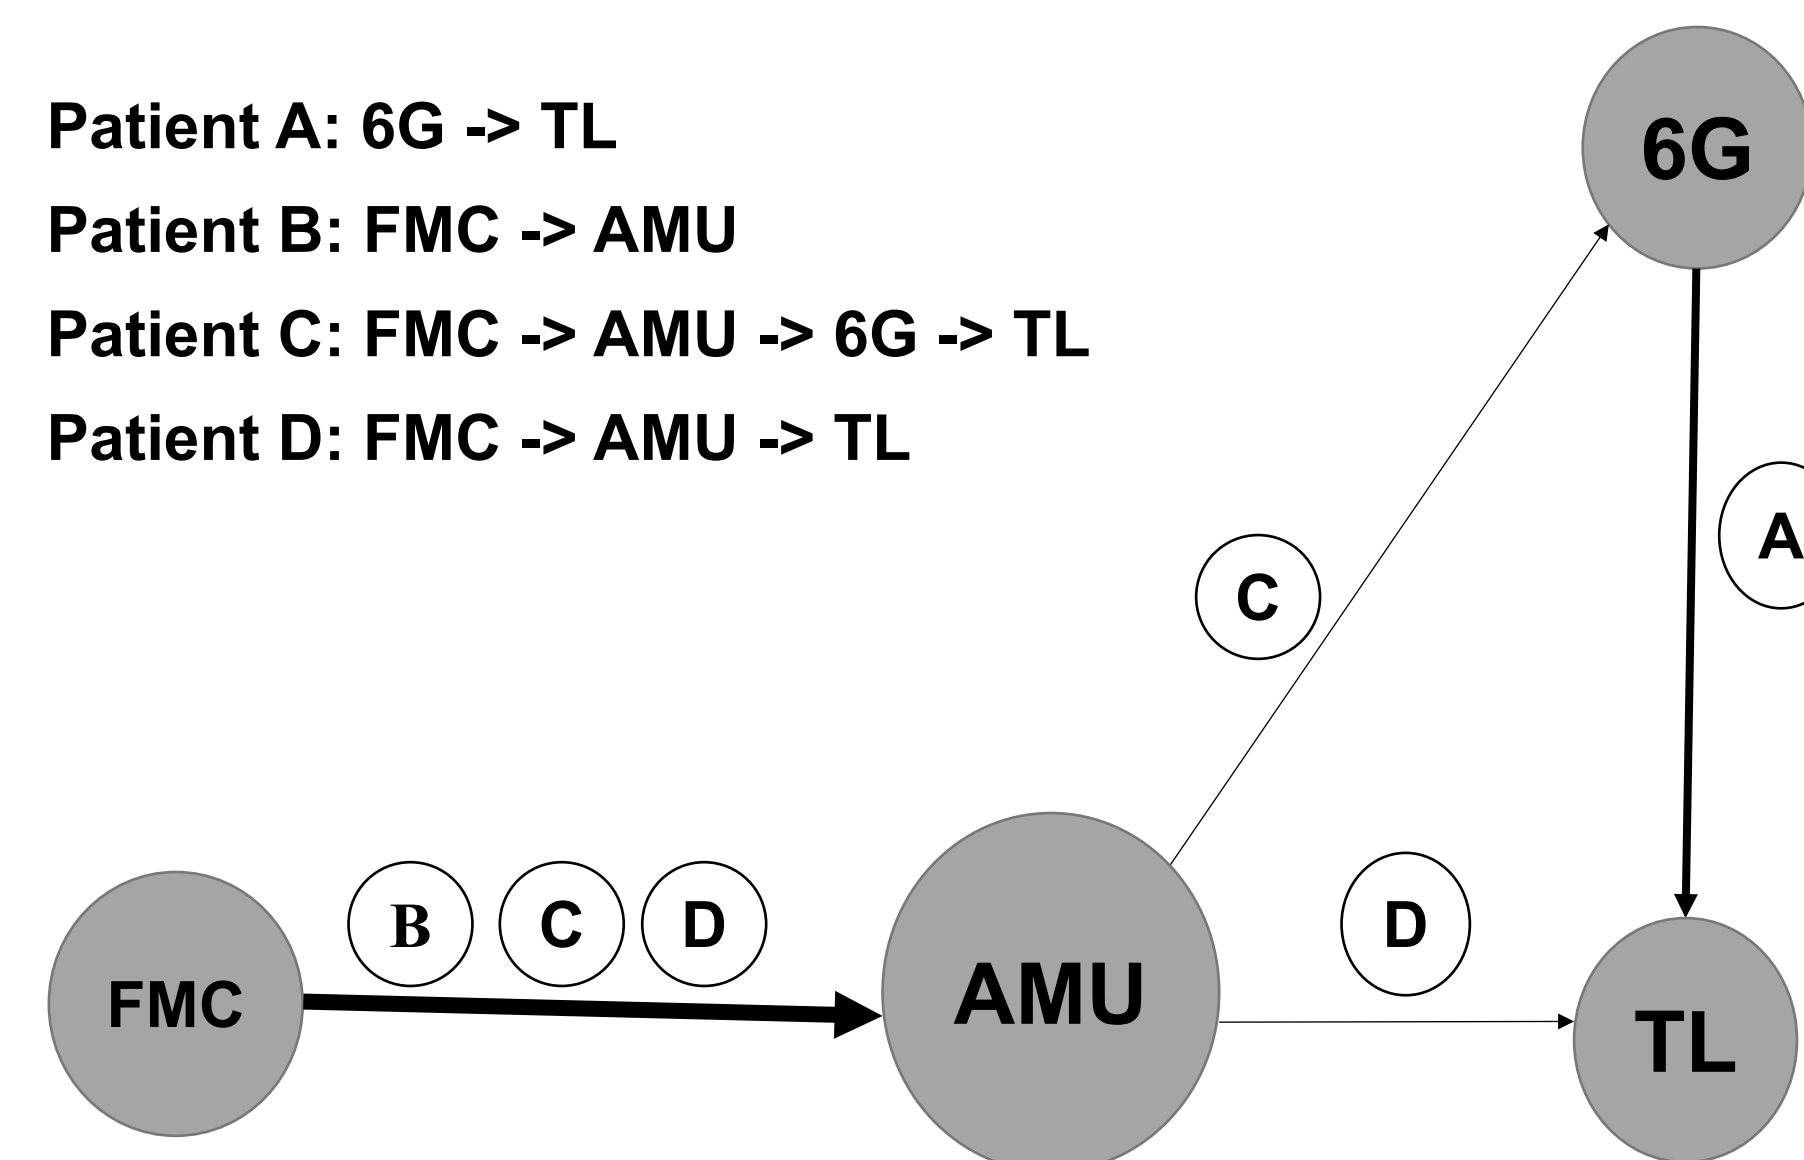 Patient A: 6G -> TL
Patient B: FMC -> AMU
Patient C: FMC -> AMU -> 6G -> TL
Patient D: FMC -> AMU -> TL
6G
A
C
B
C
D
D
FMC
AMU
TL